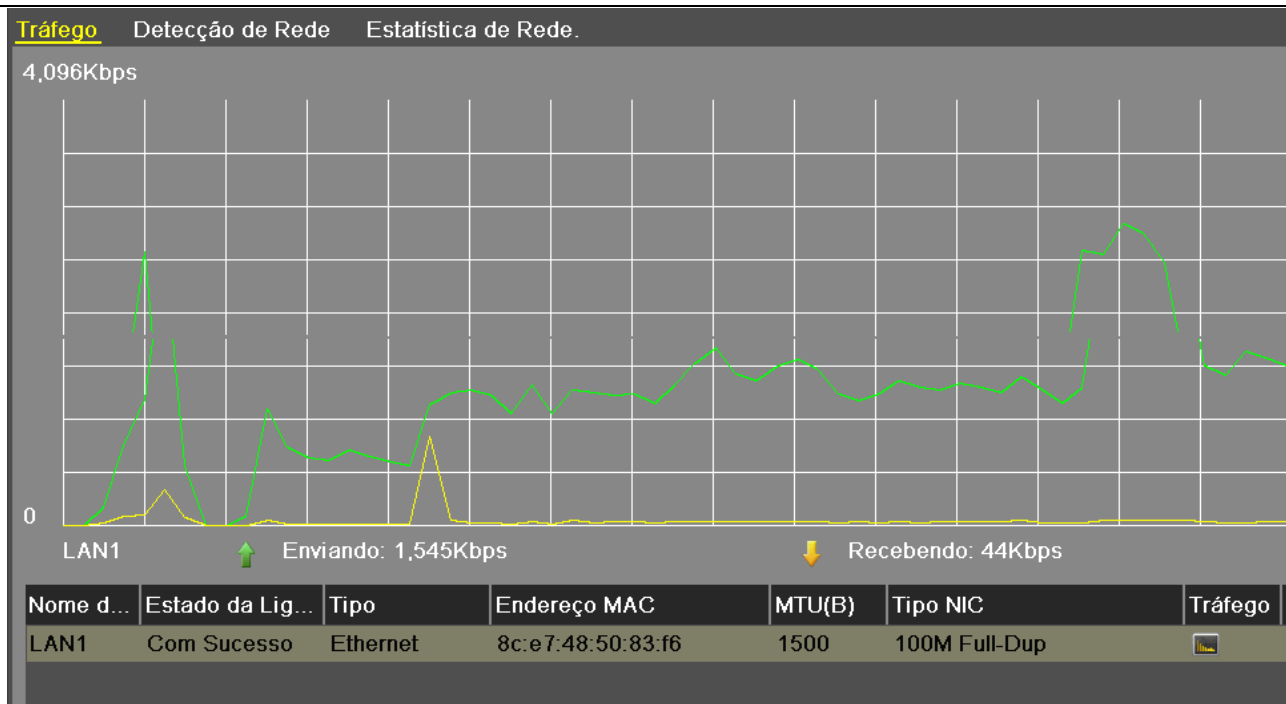 Tráfego Detecção de Rede Estatística de Rede.
4,096Kbps
0
LAN1 Enviando: 1,545Kbps Recebendo: 44Kbps
Nome d... Estado da Lig... Tipo Endereço MAC MTU(B) Tipo NIC Tráfego
LAN1 Com Sucesso Ethernet 8c:e7:48:50:83:f6 1500 100M Full-Dup